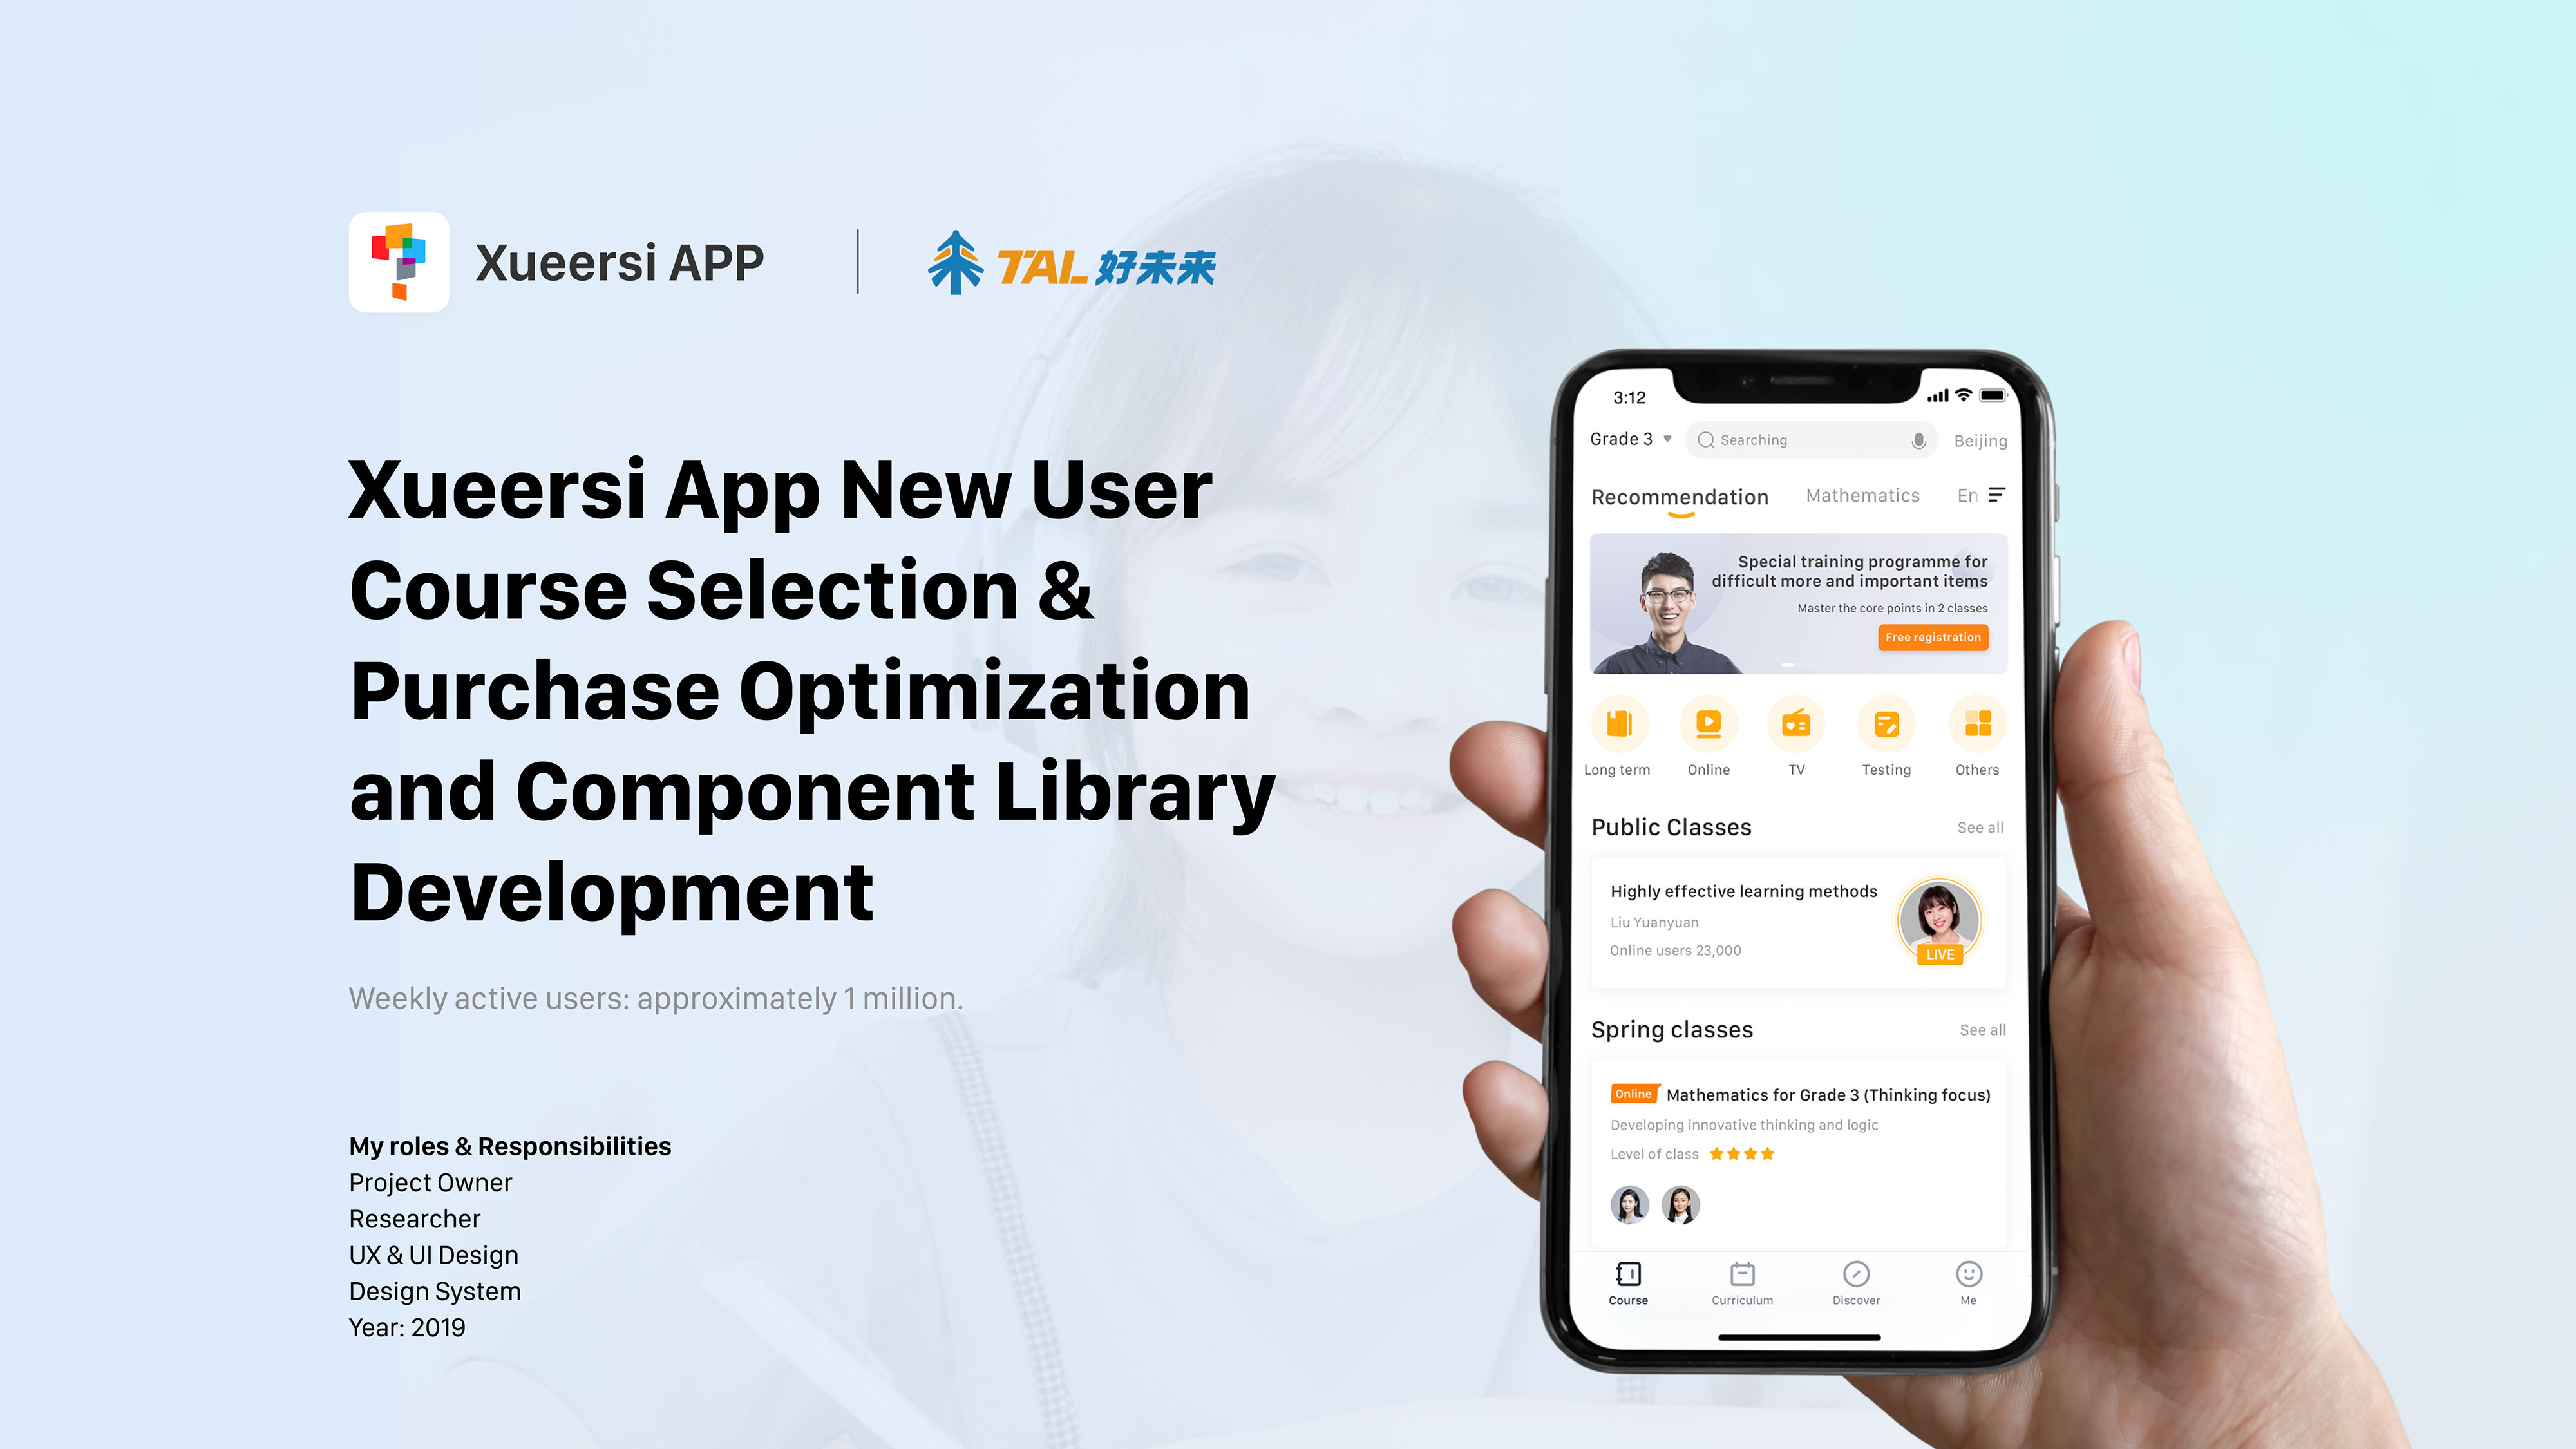 Xueersi APP
TAL 好未来
Xueersi App New User
Course Selection &
Purchase Optimization
and Component Library
Development
Weekly active users: approximately 1 million.
My roles & Responsibilities
Project Owner
Researcher
UX & UI Design
Design System
Year: 2019
3:12
Grade 3
Searching
Beijing
Recommendation
Mathematics
En
Special training programme for
difficult more and important items
Master the core points in 2 classes
Free registration
Long term
Online
TV
Testing
Others
Public Classes
See all
Highly effective learning methods
Liu Yuanyuan
Online users 23,000
LIVE
Spring classes
See all
Online Mathematics for Grade 3 (Thinking focus)
Developing innovative thinking and logic
Level of class
Course
Curriculum
Discover
Me